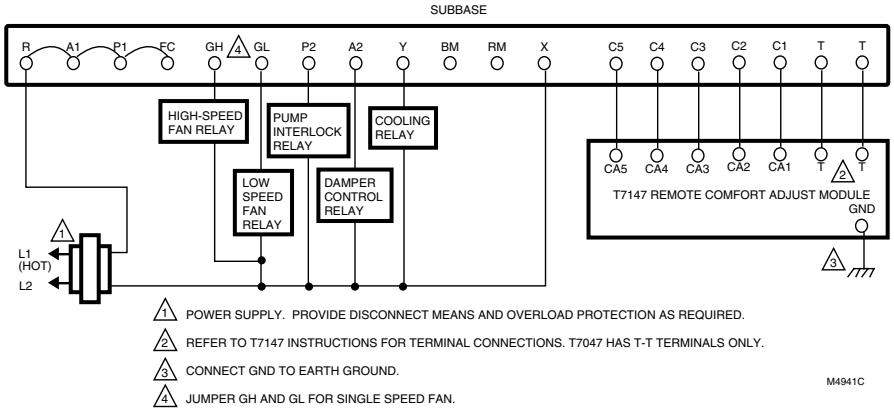 SUBBASE
R A1 P1 FC GH 4 GL P2 A2 Y BM RM X C5 C4 C3 C2 C1 T T
HIGH-SPEED
FAN RELAY
PUMP
INTERLOCK
RELAY
COOLING
RELAY
LOW
SPEED
FAN
RELAY
DAMPER
CONTROL
RELAY
CA5 CA4 CA3 CA2 CA1 T 2 T
T7147 REMOTE COMFORT ADJUST MODULE
GND
3
1
L1
(HOT)
L2
1 POWER SUPPLY. PROVIDE DISCONNECT MEANS AND OVERLOAD PROTECTION AS REQUIRED.
2 REFER TO T7147 INSTRUCTIONS FOR TERMINAL CONNECTIONS. T7047 HAS T-T TERMINALS ONLY.
3 CONNECT GND TO EARTH GROUND.
4 JUMPER GH AND GL FOR SINGLE SPEED FAN.
M4941C